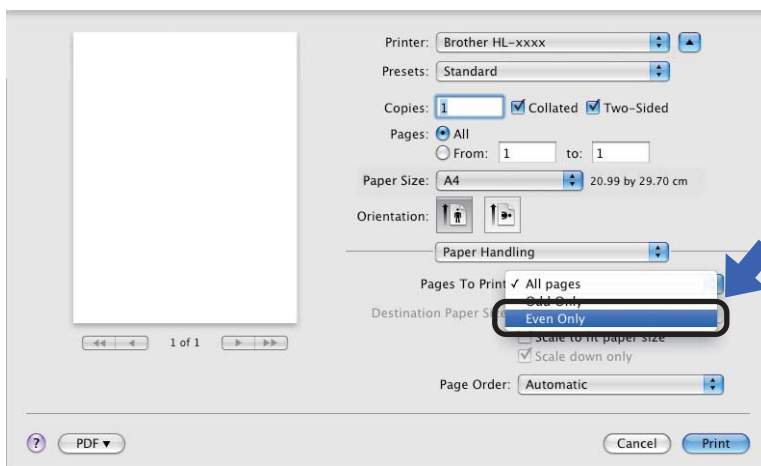 Printer: Brother HL-xxxx
Presets: Standard
Copies: 1 Collated Two-Sided
Pages: All
From: 1 to: 1
Paper Size: A4 20.99 by 29.70 cm
Orientation:
Paper Handling
Pages To Print ✓ All pages
Odd Only
Destination Paper Even Only
Scale to fit paper size
1 of 1
Scale down only
Page Order: Automatic
? PDF ▼ Cancel Print